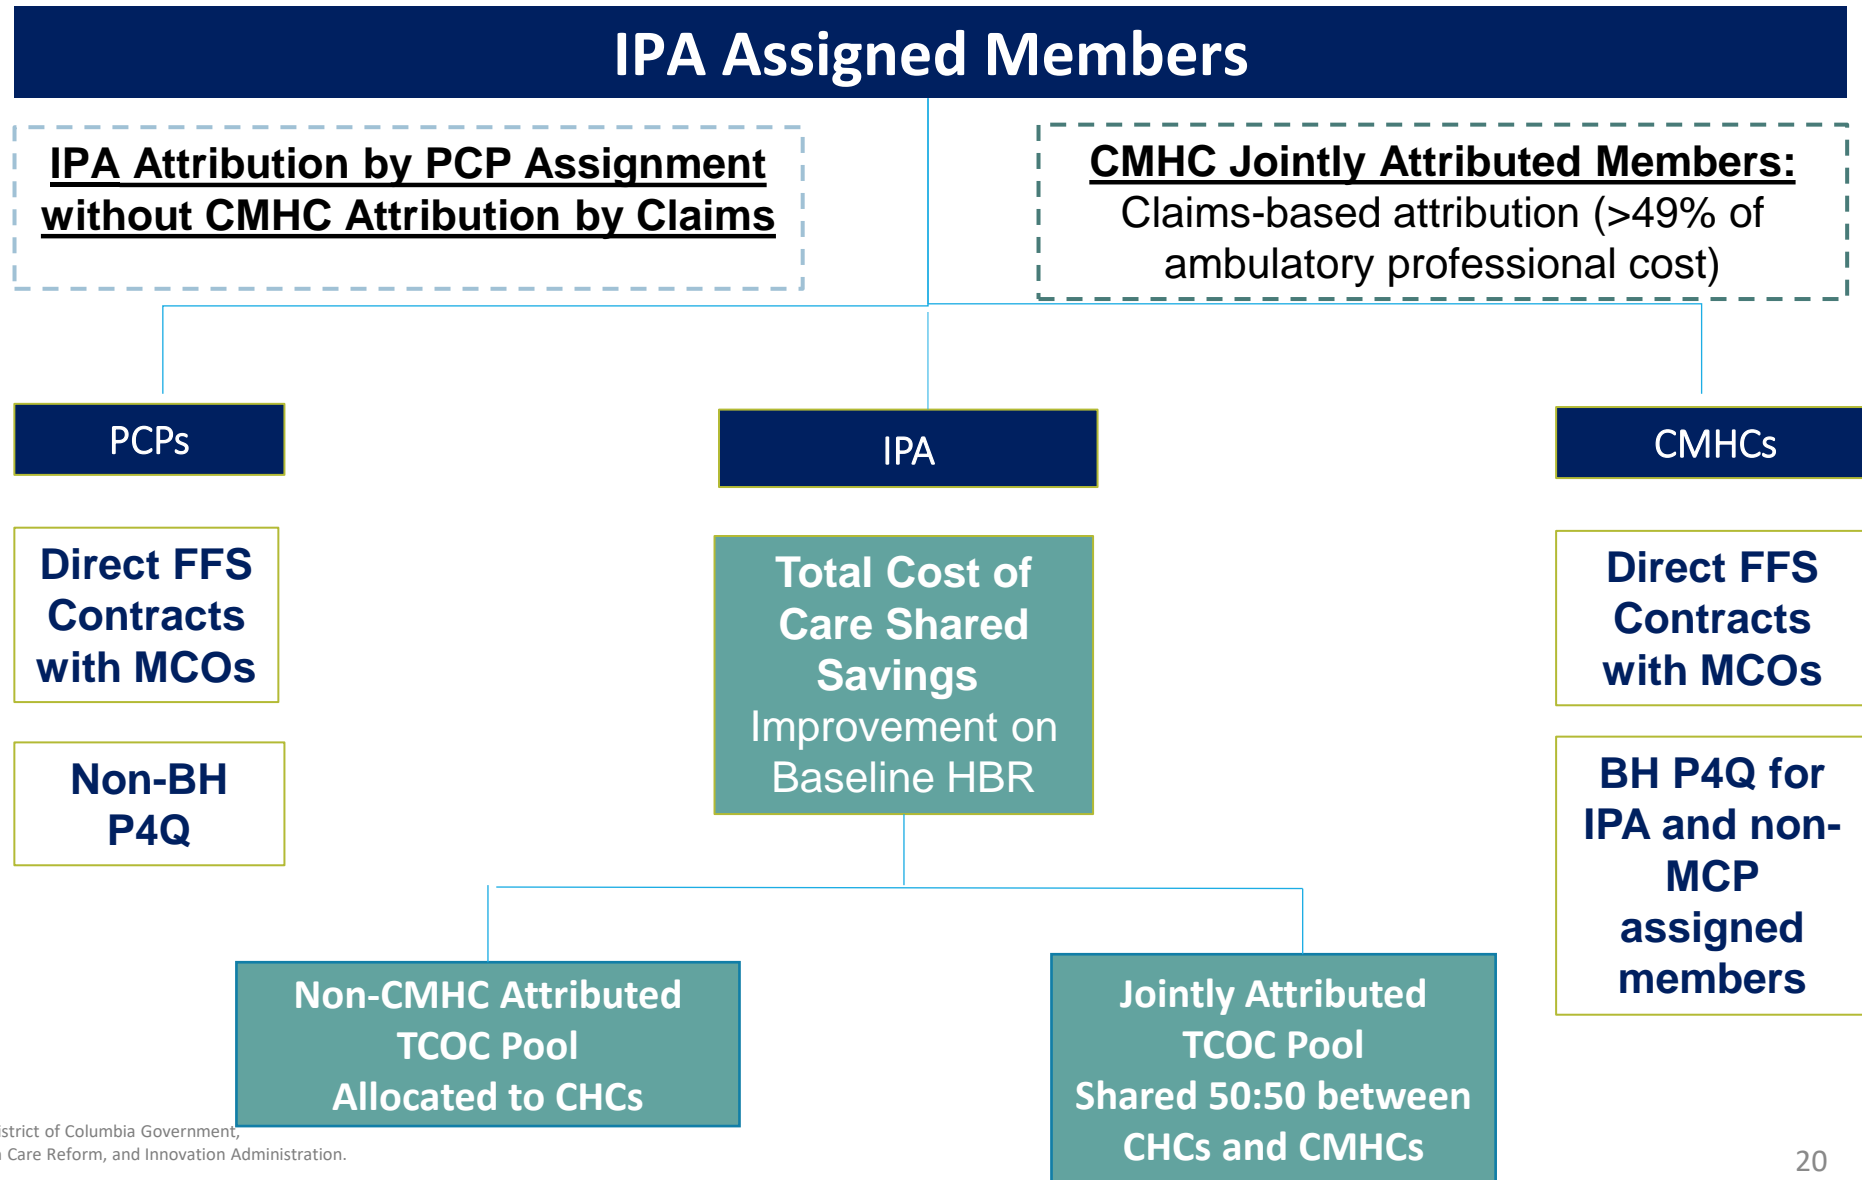 IPA Assigned Members
IPA Attribution by PCP Assignment
without CMHC Attribution by Claims
CMHC Jointly Attributed Members:
Claims-based attribution (>49% of
ambulatory professional cost)
PCPs
IPA
CMHCs
Direct FFS
Contracts
with MCOs
Non-BH
P4Q
Total Cost of
Care Shared
Savings
Improvement on
Baseline HBR
Direct FFS
Contracts
with MCOs
BH P4Q for
IPA and non-
MCP
assigned
members
Non-CMHC Attributed
TCOC Pool
Allocated to CHCs
Jointly Attributed
TCOC Pool
Shared 50:50 between
CHCs and CMHCs
istrict of Columbia Government,
Care Reform, and Innovation Administration.
20